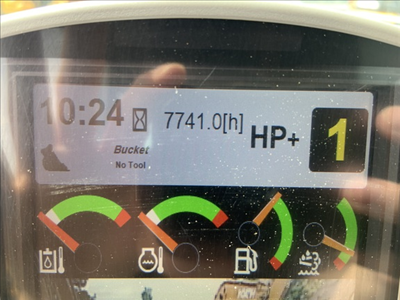 10:24 7741.0[h] HP+ 1
Bucket
No Tool